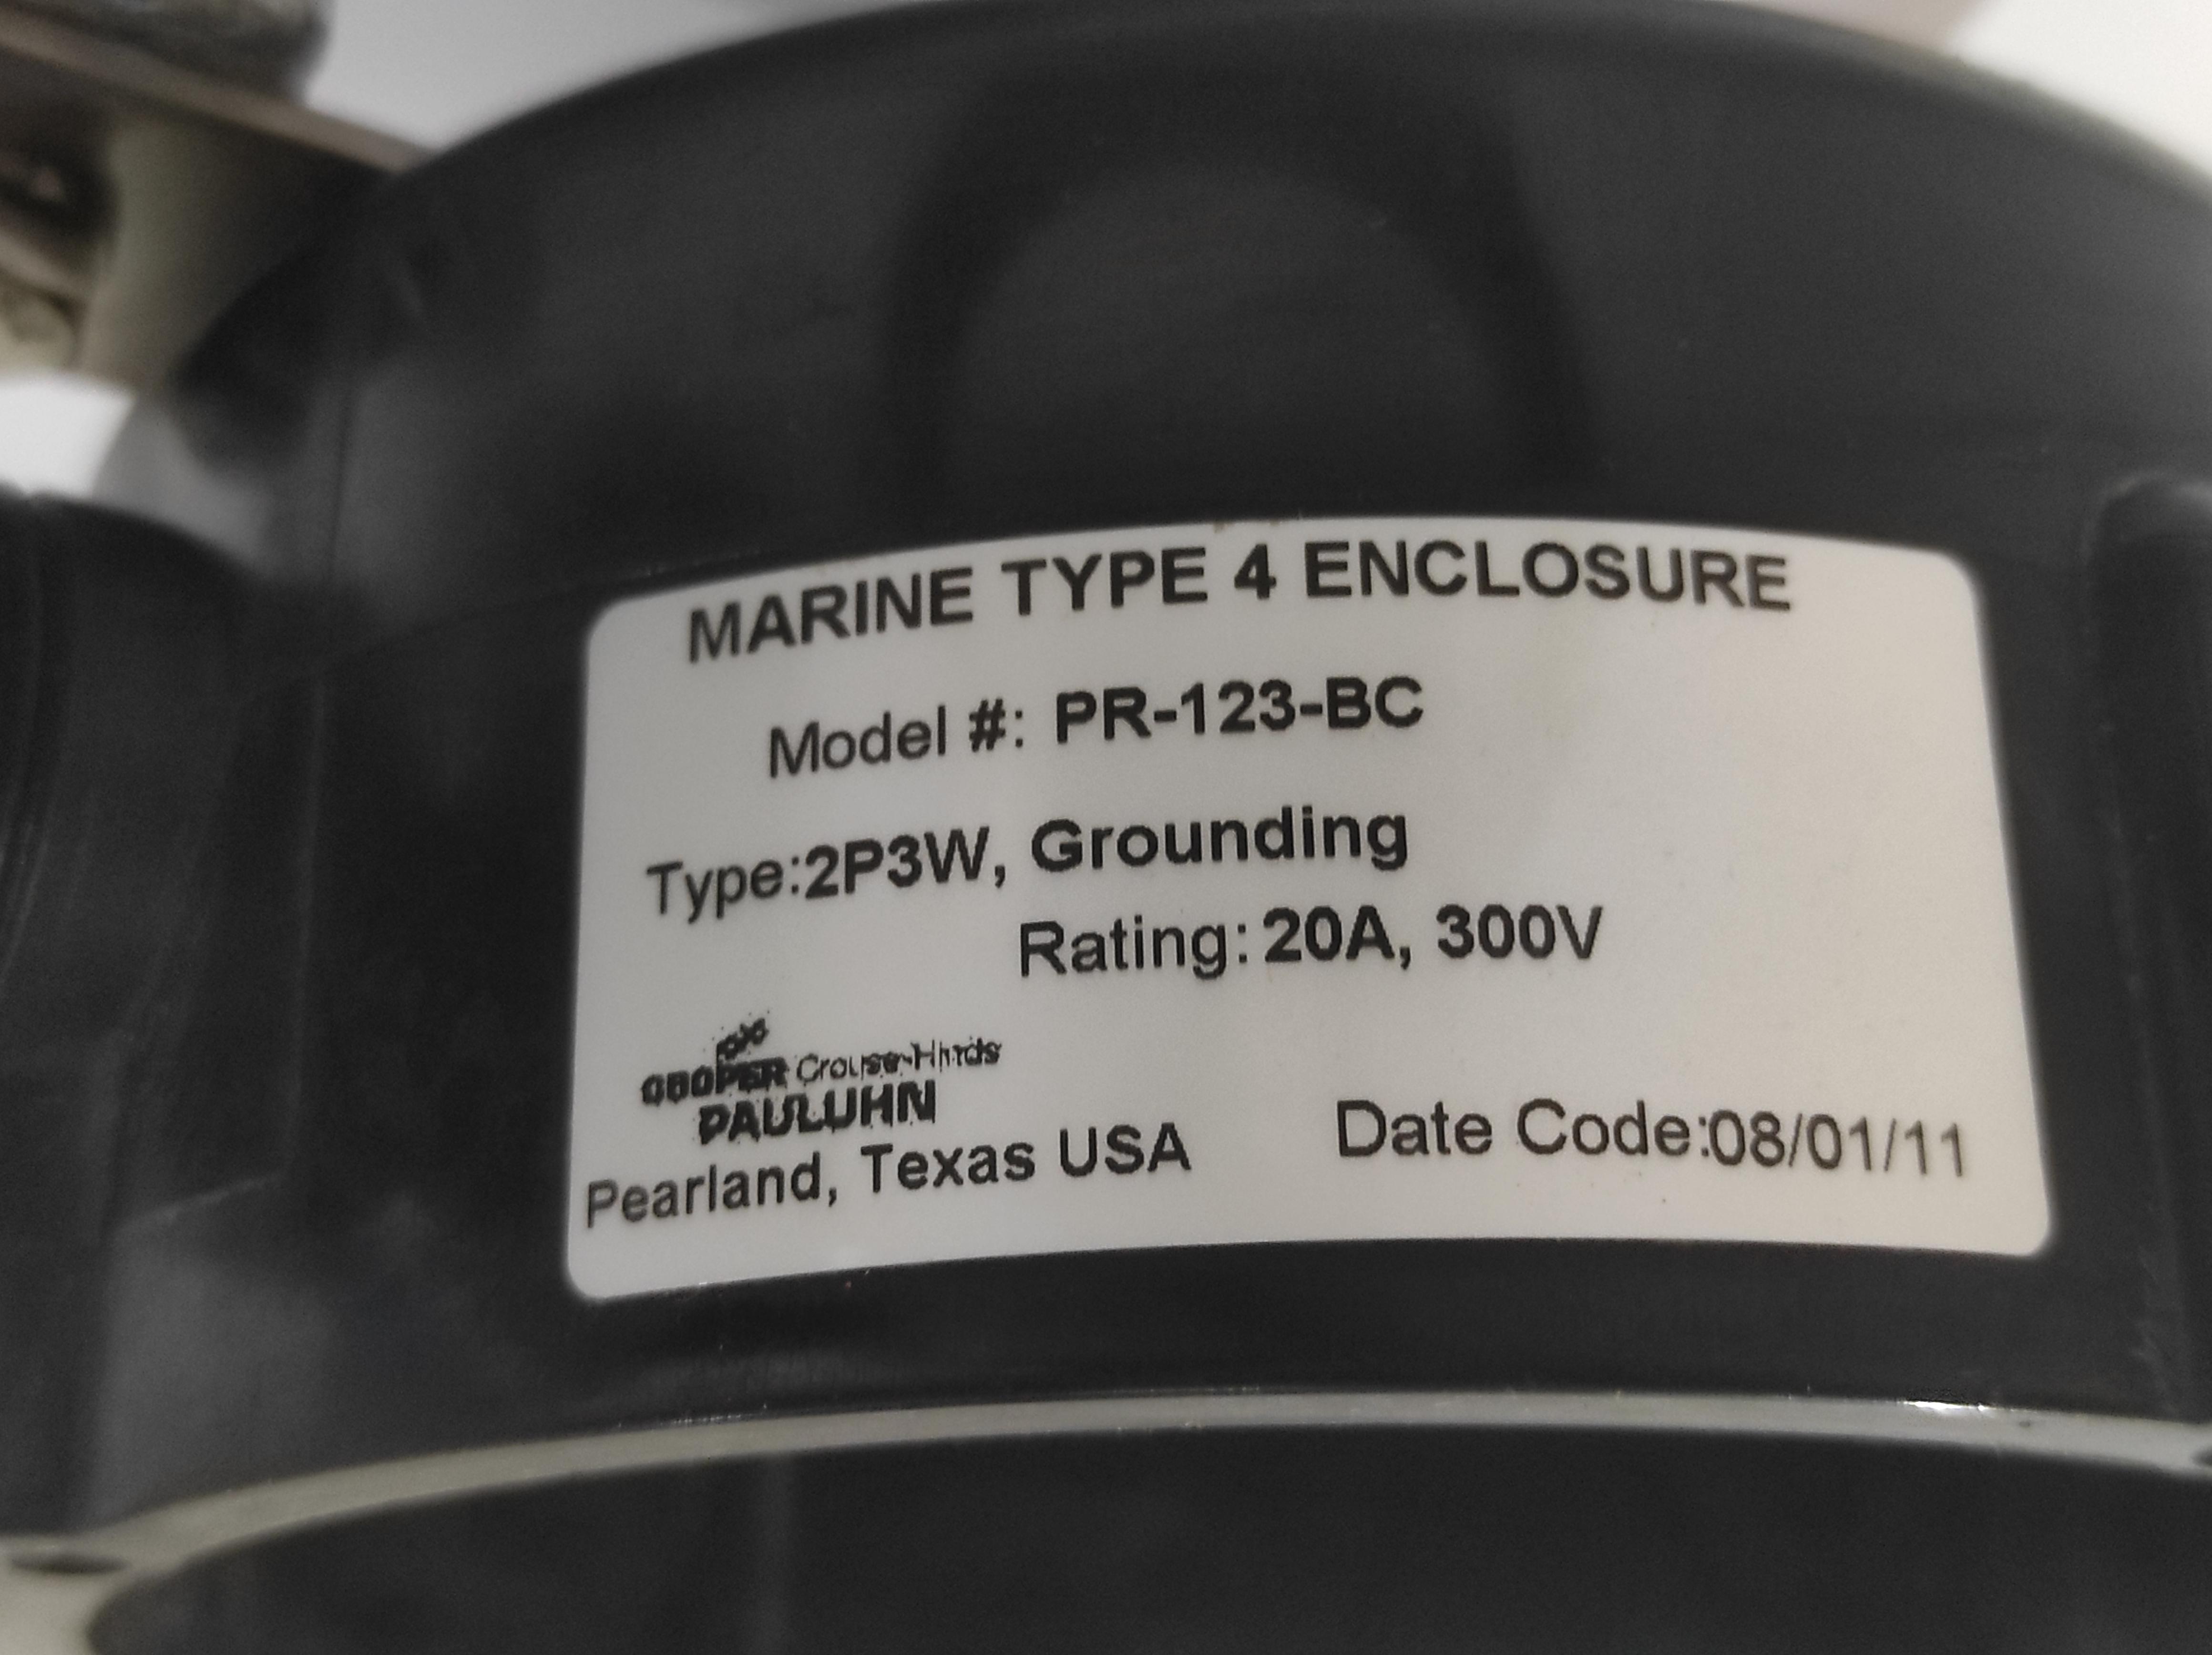 MARINE TYPE 4 ENCLOSURE
Model #: PR-123-BC
Type:2P3W, Grounding
Rating: 20A, 300V
COOPER Crouse-Hinds
PAULUHN
Pearland, Texas USA
Date Code:08/01/11